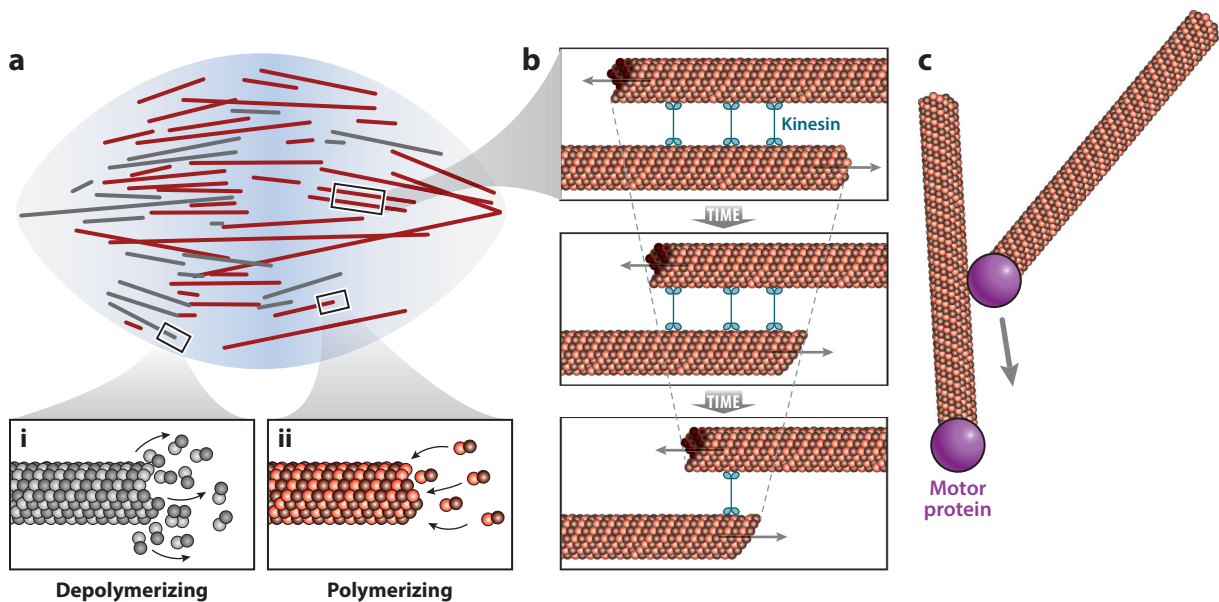 a
b
Kinesin
TIME
TIME
c
Motor
protein
i
Depolymerizing
ii
Polymerizing